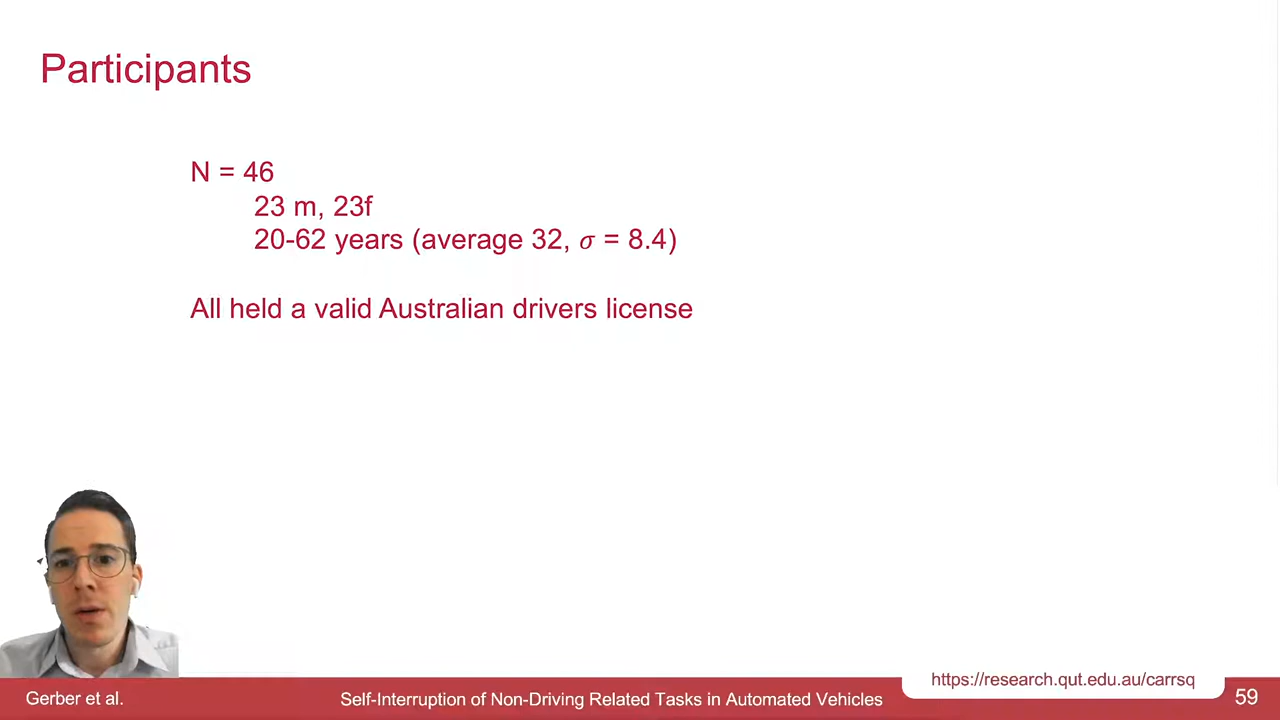 Participants
N = 46
23 m, 23f
20-62 years (average 32, 𝜎 = 8.4)
All held a valid Australian drivers license
https://research.qut.edu.au/carrsq
Gerber et al.
Self-Interruption of Non-Driving Related Tasks in Automated Vehicles
59